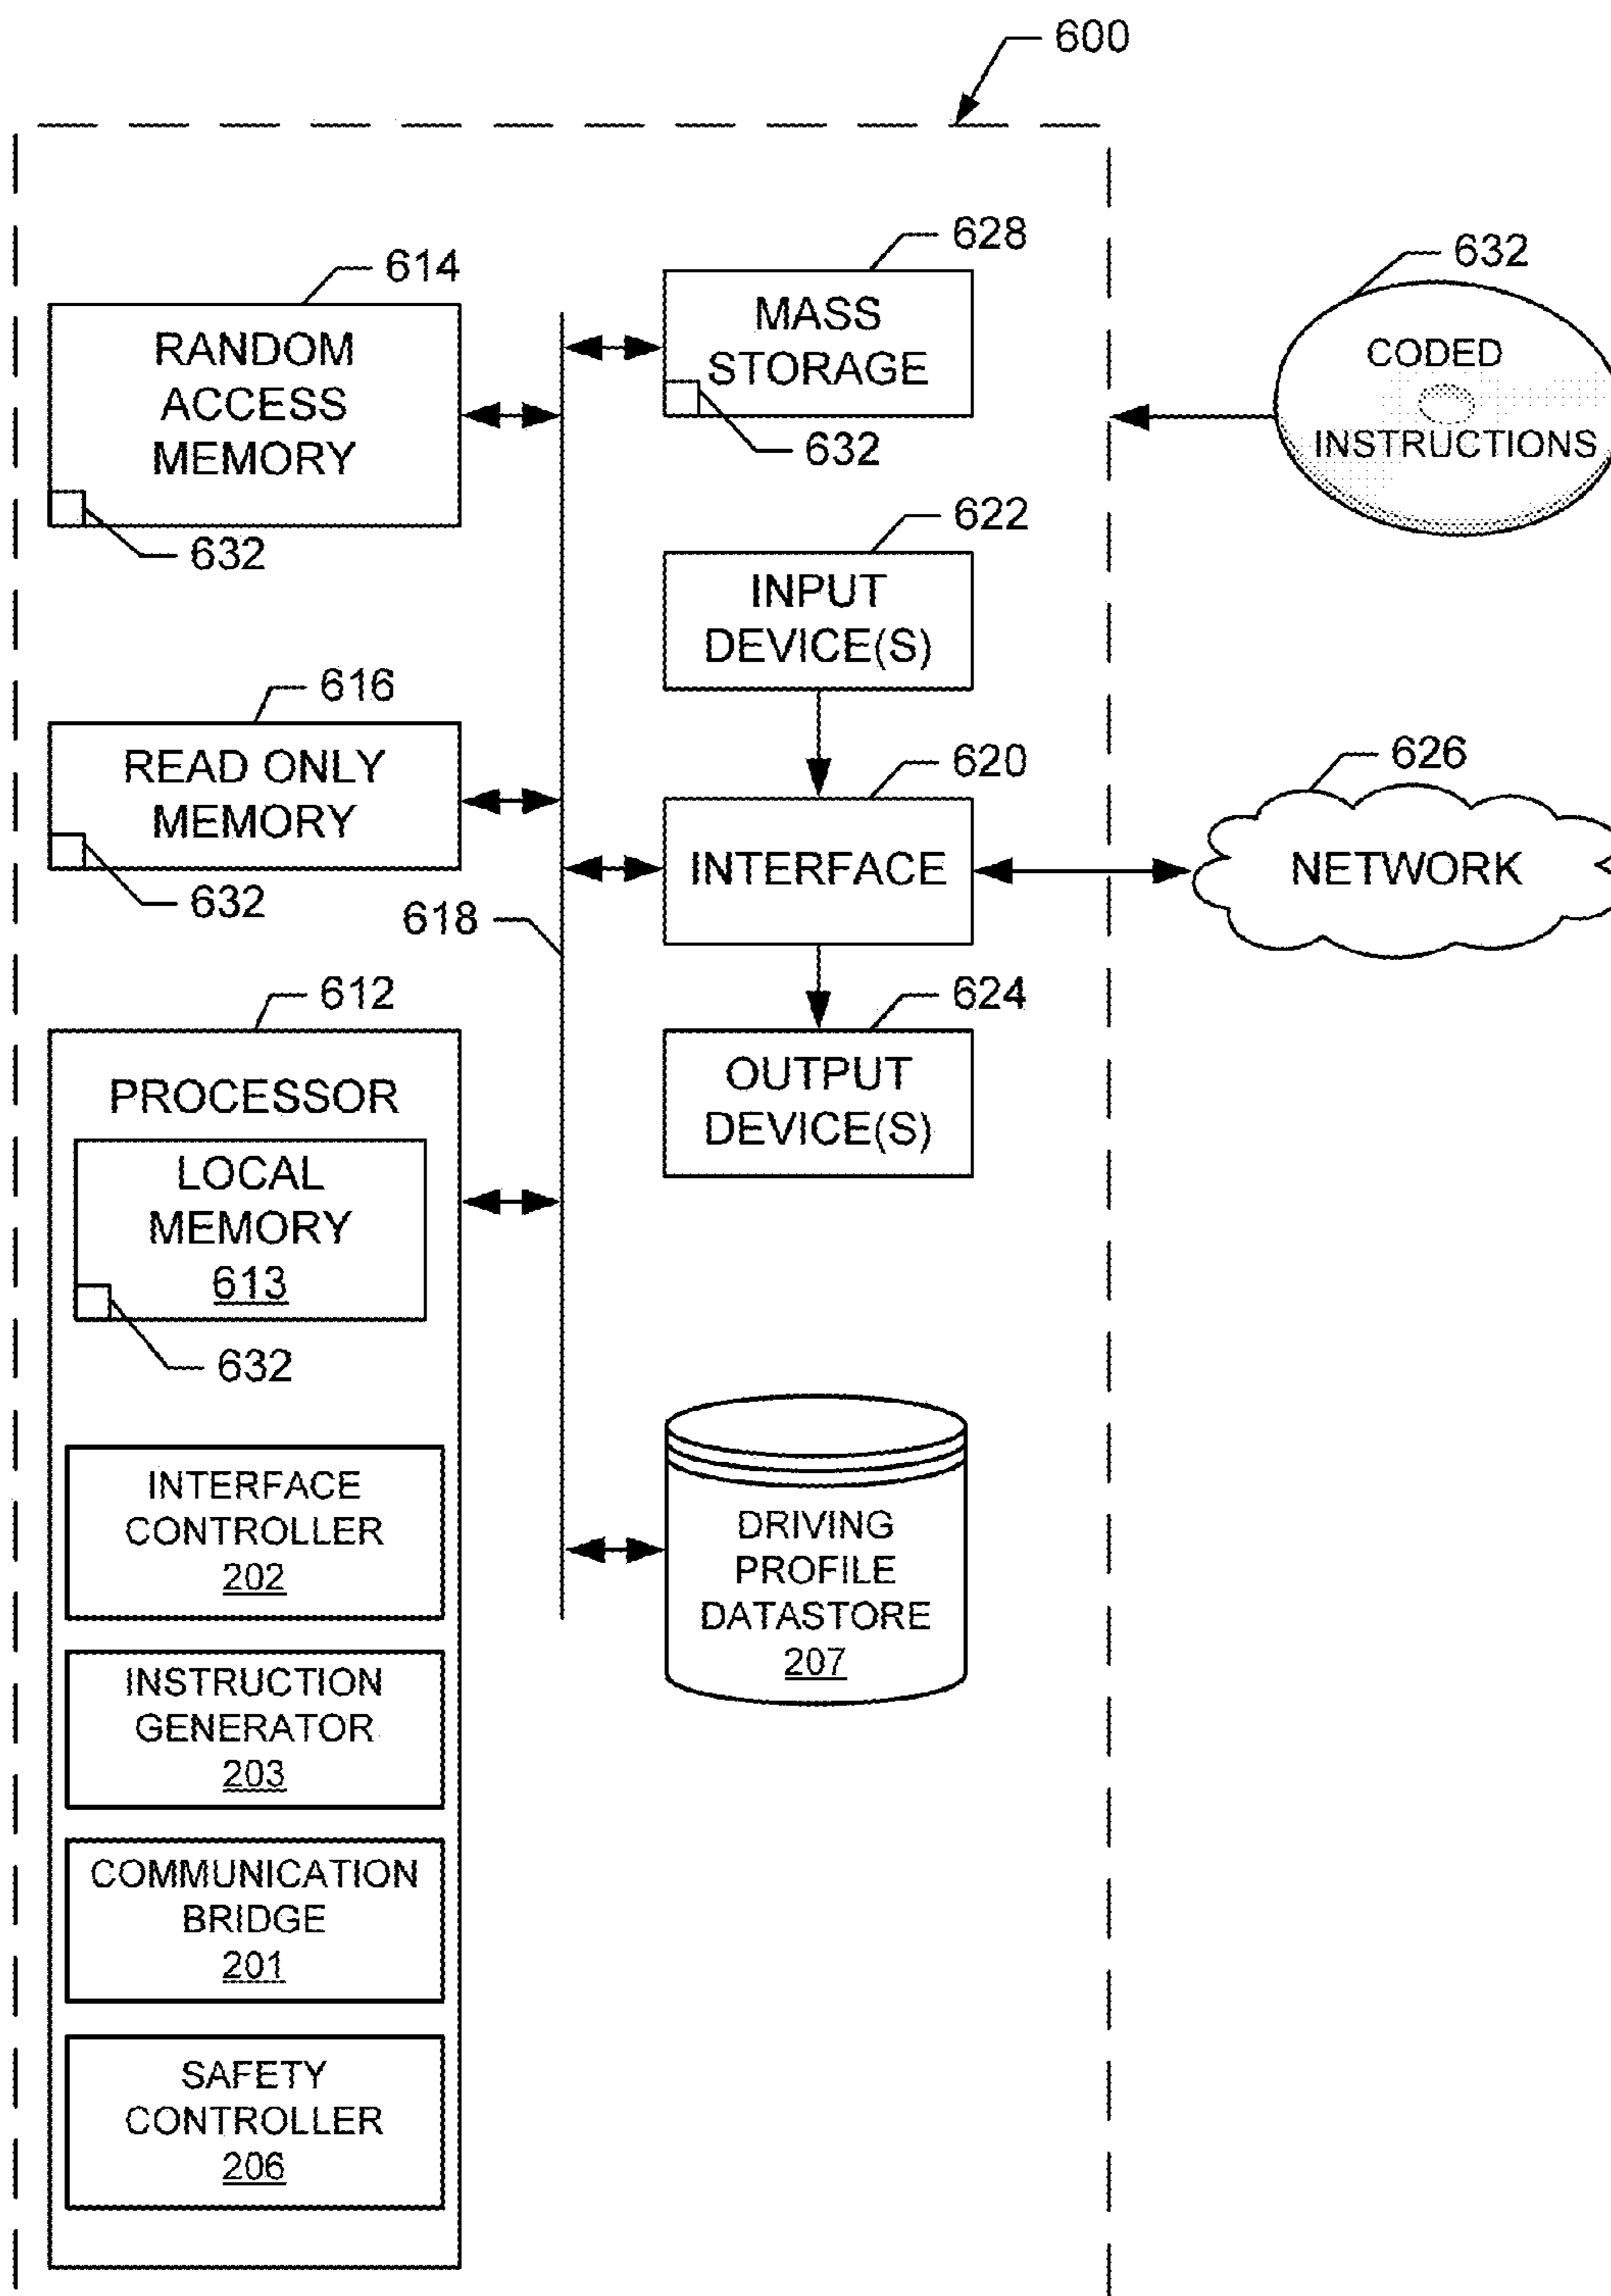 600
614
RANDOM
ACCESS
MEMORY
632
616
READ ONLY
MEMORY
632
618
612
PROCESSOR
LOCAL
MEMORY
613
632
INTERFACE
CONTROLLER
202
INSTRUCTION
GENERATOR
203
COMMUNICATION
BRIDGE
201
SAFETY
CONTROLLER
206
628
MASS
STORAGE
632
622
INPUT
DEVICE(S)
620
INTERFACE
624
OUTPUT
DEVICE(S)
DRIVING
PROFILE
DATASTORE
207
632
CODED
INSTRUCTIONS
626
NETWORK